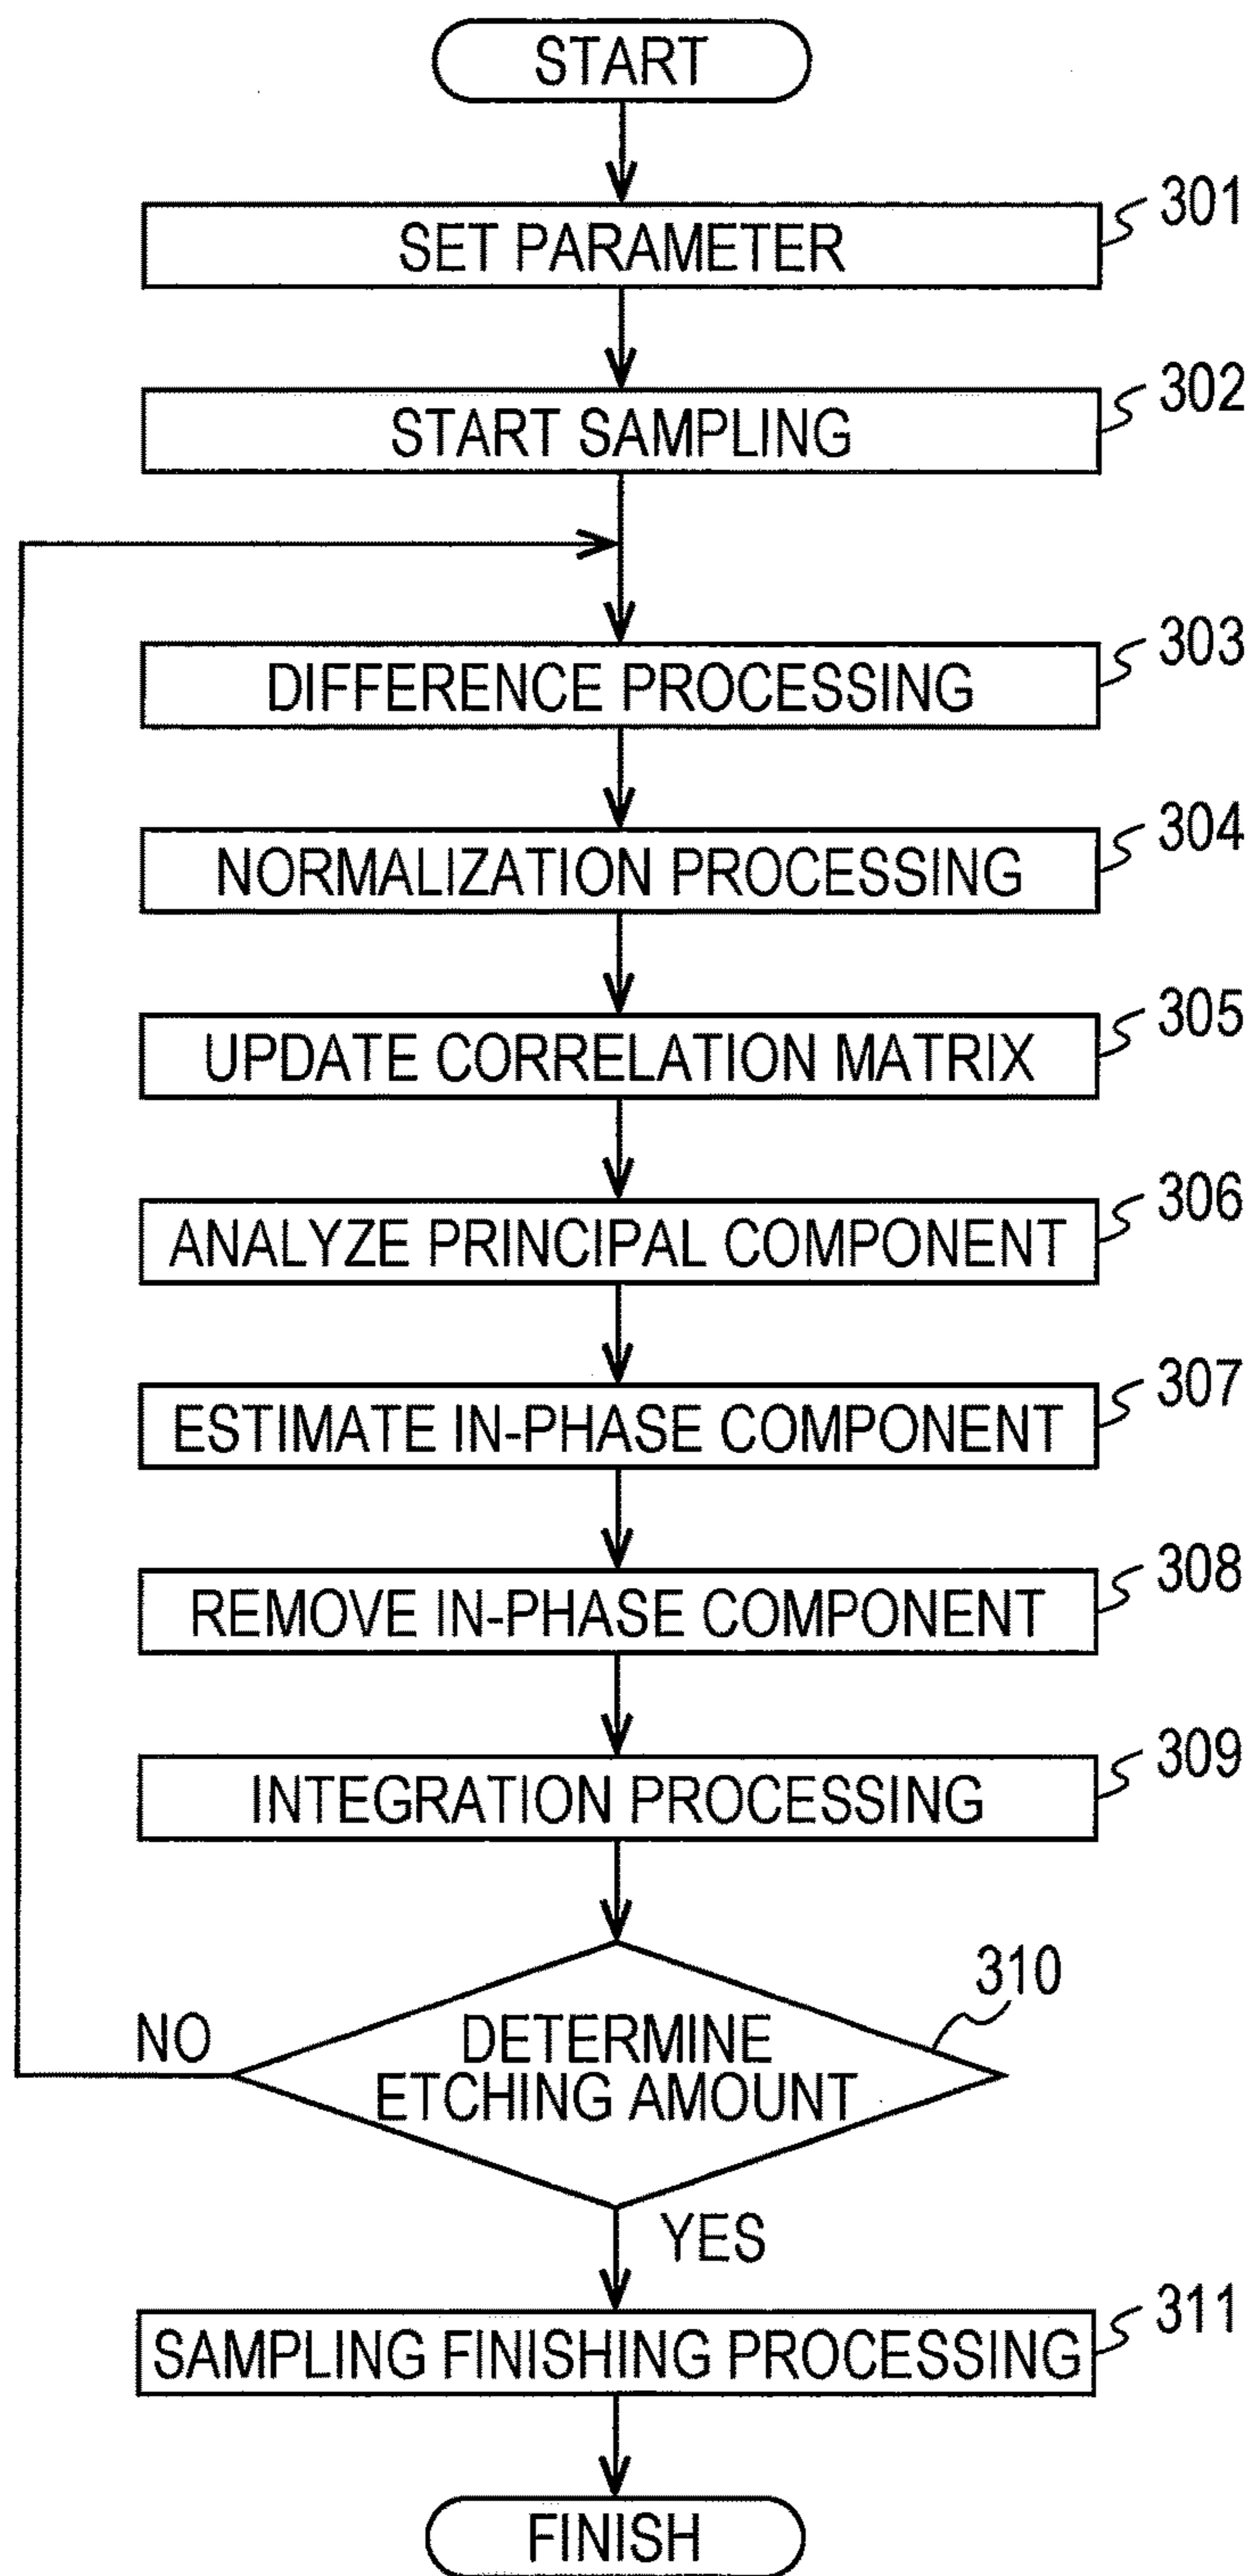 START
SET PARAMETER
301
START SAMPLING
302
DIFFERENCE PROCESSING
303
NORMALIZATION PROCESSING
304
UPDATE CORRELATION MATRIX
305
ANALYZE PRINCIPAL COMPONENT
306
ESTIMATE IN-PHASE COMPONENT
307
REMOVE IN-PHASE COMPONENT
308
INTEGRATION PROCESSING
309
310
NO
DETERMINE
ETCHING AMOUNT
YES
SAMPLING FINISHING PROCESSING
311
FINISH